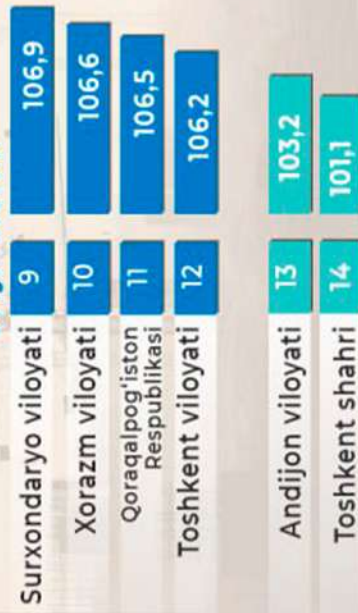 Surxondaryo viloyati 9 106,9
Xorazm viloyati 10 106,6
Qoraqalpog'iston
Respublikasi 11 106,5
Toshkent viloyati 12 106,2
Andijon viloyati 13 103,2
Toshkent shahri 14 101,1